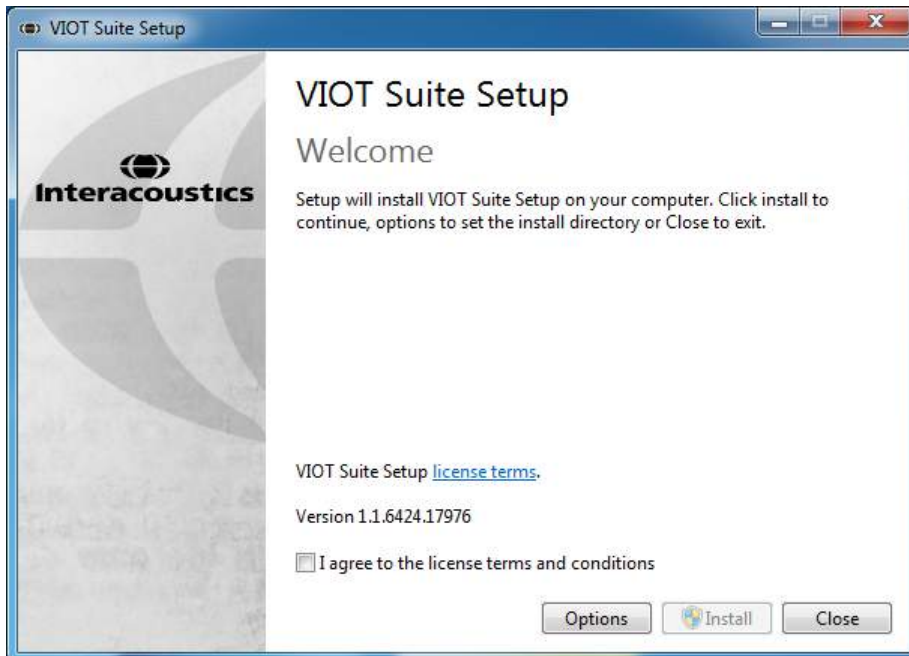 VIOT Suite Setup
VIOT Suite Setup
Welcome
Interacoustics
Setup will install VIOT Suite Setup on your computer. Click install to
continue, options to set the install directory or Close to exit.
VIOT Suite Setup license terms.
Version 1.1.6424.17976
I agree to the license terms and conditions
Options
Install
Close